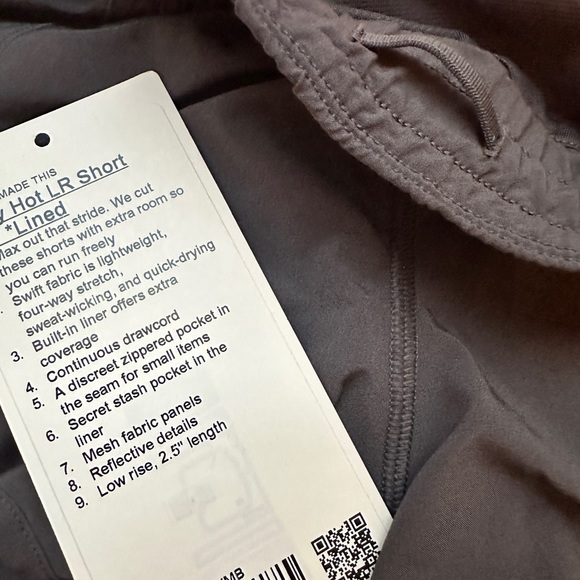 MADE THIS
Hot LR Short
*Lined
Max out that stride. We cut
these shorts with extra room so
you can run freely
Swift fabric is lightweight,
four-way stretch,
sweat-wicking, and quick-drying
3. Built-in liner offers extra
coverage
4. Continuous drawcord
5. A discreet zippered pocket in
the seam for small items
6. Secret stash pocket in the
liner
7. Mesh fabric panels
8. Reflective details
9. Low rise, 2.5" length